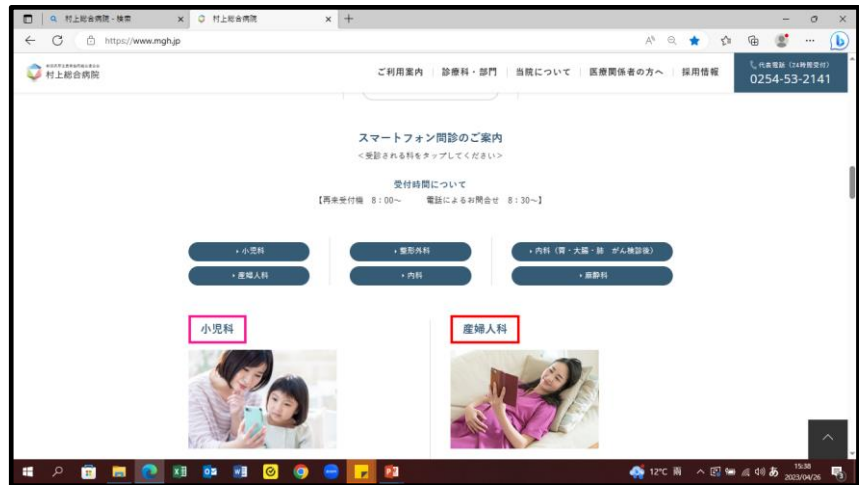 村上総合病院 - 検索
村上総合病院
https://www.mgh.jp
村上総合病院
ご利用案内
診療科・部門
当院について
医療関係者の方へ
採用情報
代表電話（24時間受付）
0254-53-2141
スマートフォン問診のご案内
＜受診される科をタップしてください＞
受付時間について
【再来受付機 8：00～ 電話によるお問合せ 8：30～】
小児科
整形外科
内科（胃・大腸・肺 がん検診後）
産婦人科
内科
麻酔科
小児科
産婦人科
12℃ 雨
あ
15:38
2023/04/26